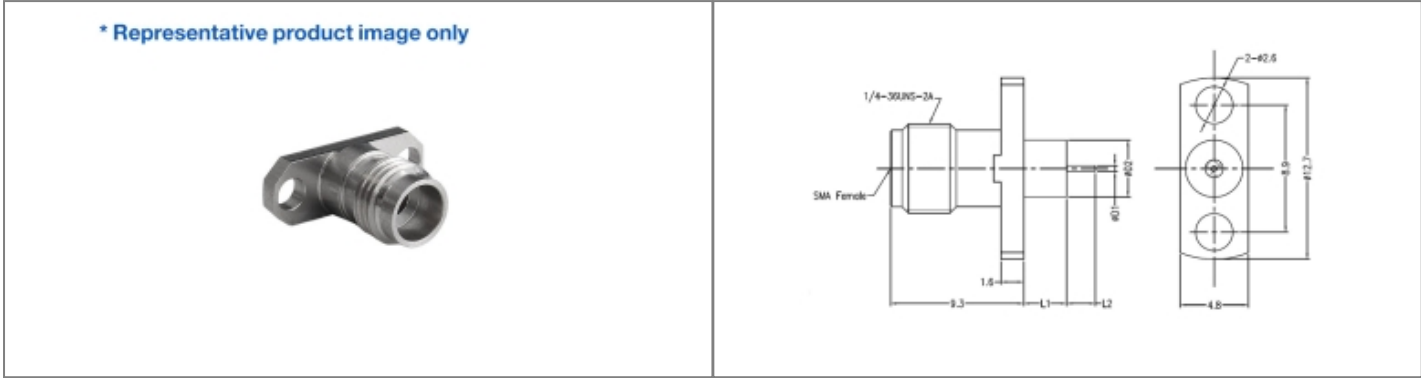 * Representative product image only
1/4-36UNS-2A
SMA Female
1.6
9.3
L1
L2
øD1
øD2
2-ø2.6
8.9
ø12.7
4.8